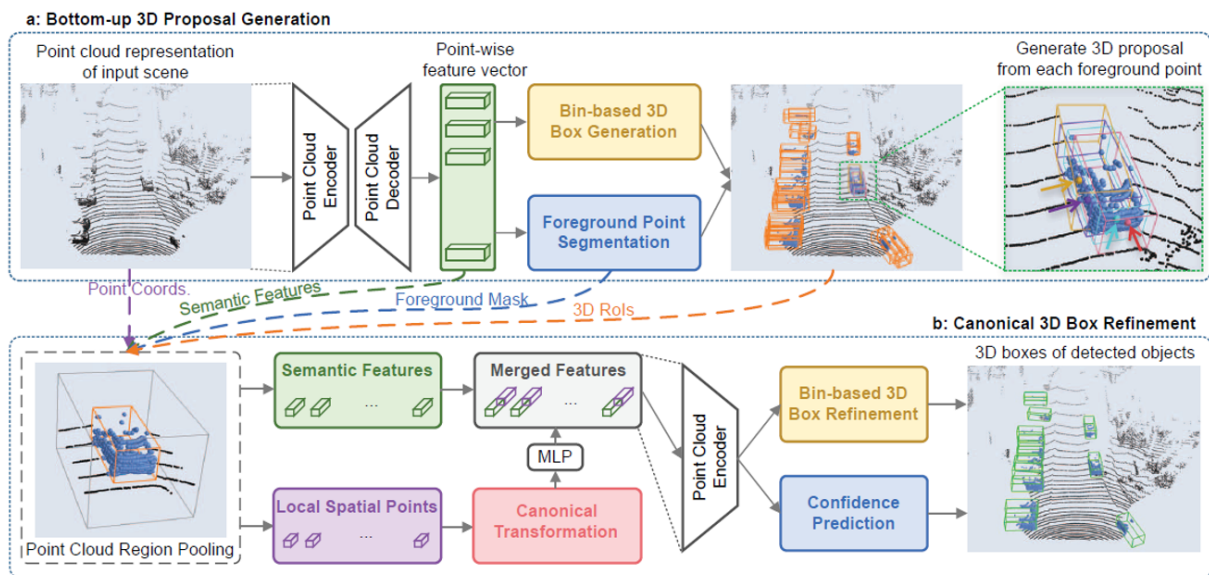 a: Bottom-up 3D Proposal Generation
Point cloud representation
of input scene
Point-wise
feature vector
Generate 3D proposal
from each foreground point
Point Cloud
Encoder
Point Cloud
Decoder
Bin-based 3D
Box Generation
Foreground Point
Segmentation
Point Coords.
Semantic Features
Foreground Mask
3D RoIs
b: Canonical 3D Box Refinement
3D boxes of detected objects
Semantic Features
...
Merged Features
...
Bin-based 3D
Box Refinement
MLP
Point Cloud
Encoder
Local Spatial Points
...
Canonical
Transformation
Confidence
Prediction
Point Cloud Region Pooling